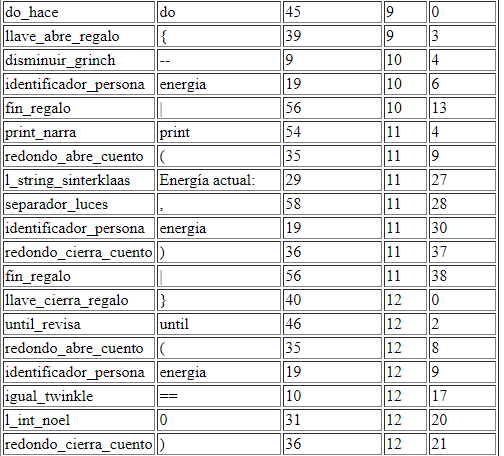 do_hace do 45 9 0
llave_abre_regalo { 39 9 3
disminuir_grinch -- 9 10 4
identificador_persona energia 19 10 6
fin_regalo | 56 10 13
print_narra print 54 11 4
redondo_abre_cuento ( 35 11 9
l_string_sinterklaas Energía actual: 29 11 27
separador_luces , 58 11 28
identificador_persona energia 19 11 30
redondo_cierra_cuento ) 36 11 37
fin_regalo | 56 11 38
llave_cierra_regalo } 40 12 0
until_revisa until 46 12 2
redondo_abre_cuento ( 35 12 8
identificador_persona energia 19 12 9
igual_twinkle == 10 12 17
l_int_noel 0 31 12 20
redondo_cierra_cuento ) 36 12 21